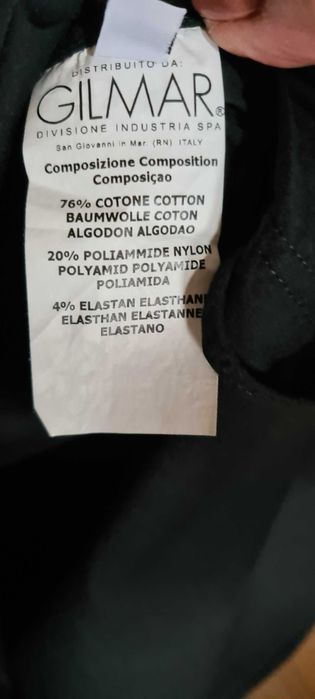 DISTRIBUITO DA:
GILMAR®
DIVISIONE INDUSTRIA SPA
San Giovanni in Mar. (RN) ITALY
Composizione Composition
Composiçao
76% COTONE COTTON
BAUMWOLLE COTON
ALGODON ALGODAO
20% POLIAMMIDE NYLON
POLYAMID POLYAMIDE
POLIAMIDA
4% ELASTAN ELASTHAN
ELASTHAN ELASTANNE
ELASTANO